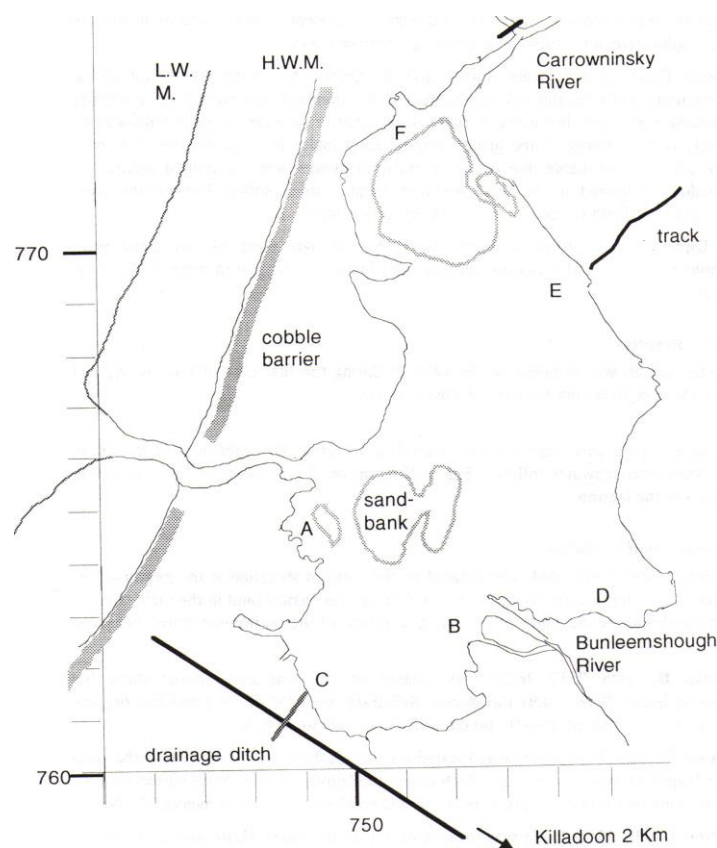 Carrowninsky
River
L.W.
M.
H.W.M.
F
track
770
E
cobble
barrier
sand-
bank
A
D
B
Bunleemshough
River
C
drainage ditch
760
750
Killadoon 2 Km